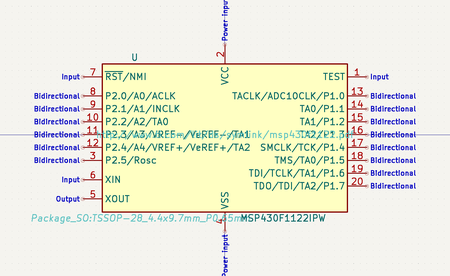 Power input
2
VCC
U
Input 7 RST/NMI
TEST 1 Input
Bidirectional 8 P2.0/A0/ACLK
TACLK/ADC10CLK/P1.0 13 Bidirectional
Bidirectional 9 P2.1/A1/INCLK
TA0/P1.1 14 Bidirectional
Bidirectional 10 P2.2/A2/TA0
TA1/P1.2 15 Bidirectional
Bidirectional 11 P2.3/A3/VREF-/VeREF-/TA1
TA2/P1.3 16 Bidirectional
Bidirectional 12 P2.4/A4/VREF+/VeREF+/TA2
SMCLK/TCK/P1.4 17 Bidirectional
Bidirectional 3 P2.5/Rosc
TMS/TA0/P1.5 18 Bidirectional
TDI/TCLK/TA1/P1.6 19 Bidirectional
Input 6 XIN
TDO/TDI/TA2/P1.7 20 Bidirectional
Output 5 XOUT
VSS
4
Power input
Package_SO:TSSOP-28_4.4x9.7mm_P0.65mm
MSP430F1122IPW